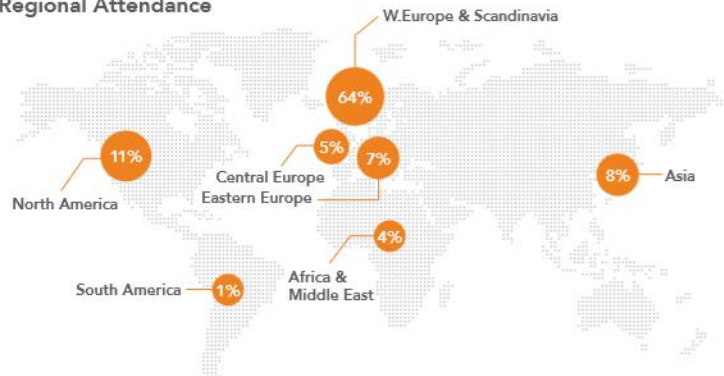 Regional Attendance
W.Europe & Scandinavia
64%
11%
5%
7%
Central Europe
Eastern Europe
8%
Asia
North America
4%
Africa &
Middle East
South America
1%